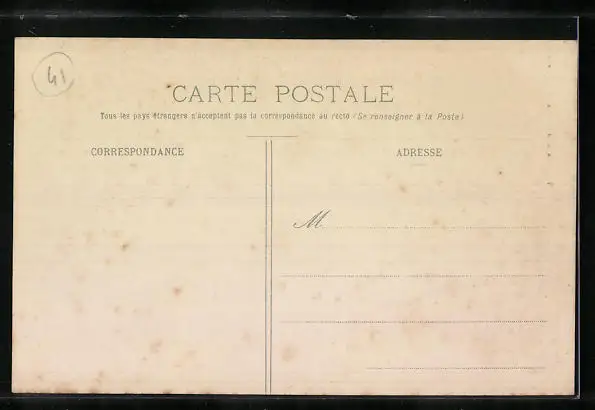 41
CARTE POSTALE
Tous les pays étrangers n'acceptent pas la correspondance au recto (Se renseigner à la Poste)
CORRESPONDANCE
ADRESSE
M